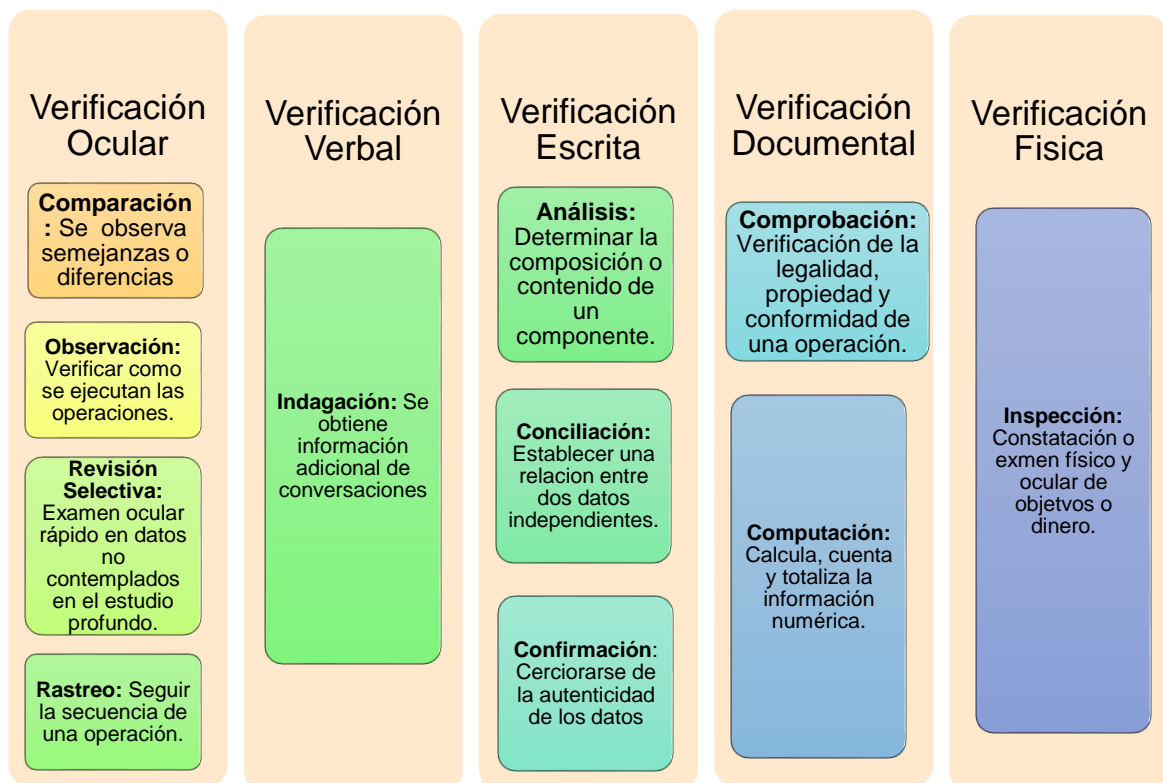 Verificación
Ocular
Comparación
: Se observa
semejanzas o
diferencias
Observación:
Verificar como
se ejecutan las
operaciones.
Revisión
Selectiva:
Examen ocular
rápido en datos
no
contemplados
en el estudio
profundo.
Rastreo: Seguir
la secuencia de
una operación.
Verificación
Verbal
Indagación: Se
obtiene
información
adicional de
conversaciones
Verificación
Escrita
Análisis:
Determinar la
composición o
contenido de
un
componente.
Conciliación:
Establecer una
relacion entre
dos datos
independientes.
Confirmación:
Cerciorarse de
la autenticidad
de los datos
Verificación
Documental
Comprobación:
Verificación de la
legalidad,
propiedad y
conformidad de
una operación.
Computación:
Calcula, cuenta
y totaliza la
información
numérica.
Verificación
Fisica
Inspección:
Constatación o
exmen físico y
ocular de
objetvos o
dinero.